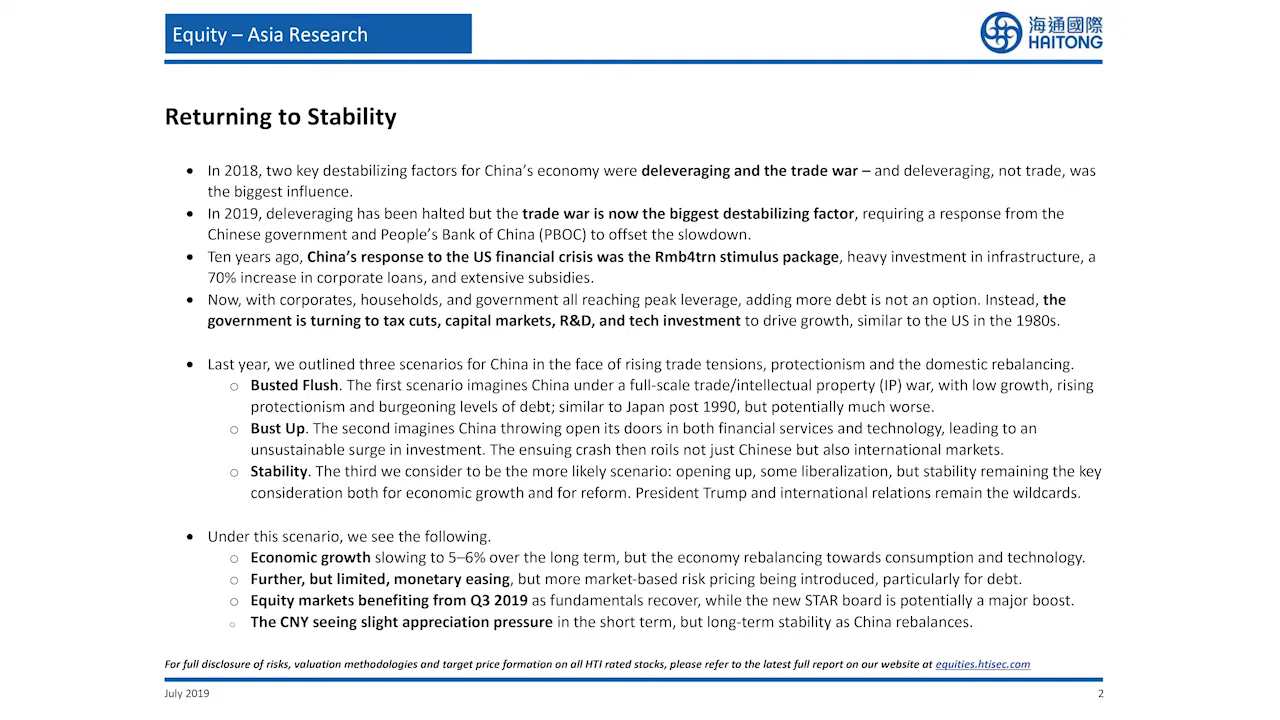 Equity – Asia Research
海通國際
HAITONG
Returning to Stability
• In 2018, two key destabilizing factors for China’s economy were deleveraging and the trade war – and deleveraging, not trade, was
the biggest influence.
• In 2019, deleveraging has been halted but the trade war is now the biggest destabilizing factor, requiring a response from the
Chinese government and People’s Bank of China (PBOC) to offset the slowdown.
• Ten years ago, China’s response to the US financial crisis was the Rmb4trn stimulus package, heavy investment in infrastructure, a
70% increase in corporate loans, and extensive subsidies.
• Now, with corporates, households, and government all reaching peak leverage, adding more debt is not an option. Instead, the
government is turning to tax cuts, capital markets, R&D, and tech investment to drive growth, similar to the US in the 1980s.
• Last year, we outlined three scenarios for China in the face of rising trade tensions, protectionism and the domestic rebalancing.
o Busted Flush. The first scenario imagines China under a full-scale trade/intellectual property (IP) war, with low growth, rising
protectionism and burgeoning levels of debt; similar to Japan post 1990, but potentially much worse.
o Bust Up. The second imagines China throwing open its doors in both financial services and technology, leading to an
unsustainable surge in investment. The ensuing crash then roils not just Chinese but also international markets.
o Stability. The third we consider to be the more likely scenario: opening up, some liberalization, but stability remaining the key
consideration both for economic growth and for reform. President Trump and international relations remain the wildcards.
• Under this scenario, we see the following.
o Economic growth slowing to 5–6% over the long term, but the economy rebalancing towards consumption and technology.
o Further, but limited, monetary easing, but more market-based risk pricing being introduced, particularly for debt.
o Equity markets benefiting from Q3 2019 as fundamentals recover, while the new STAR board is potentially a major boost.
o The CNY seeing slight appreciation pressure in the short term, but long-term stability as China rebalances.
For full disclosure of risks, valuation methodologies and target price formation on all HTI rated stocks, please refer to the latest full report on our website at equities.htisec.com
July 2019
2